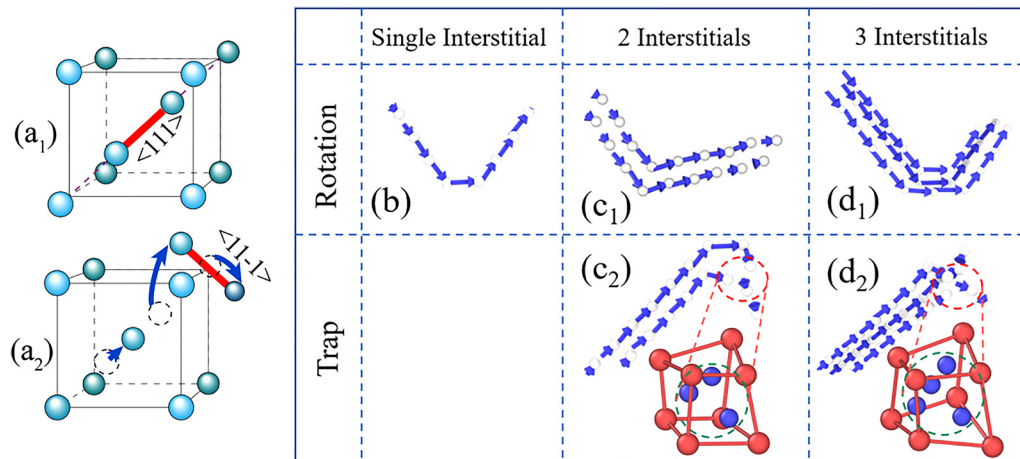 Single Interstitial
2 Interstitials
3 Interstitials
(a1)
<111>
Rotation
(b)
(c1)
(d1)
(a2)
<11-1>
Trap
(c2)
(d2)